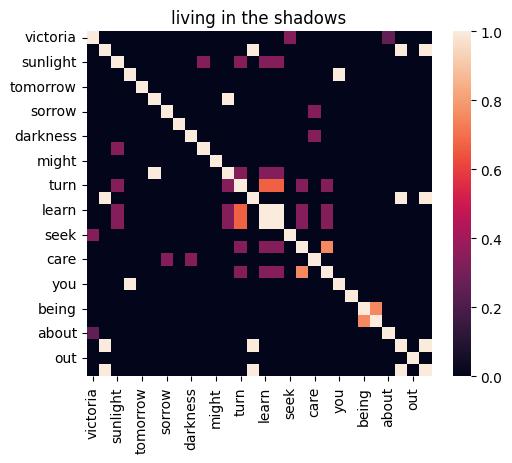 living in the shadows
victoria
sunlight
tomorrow
sorrow
darkness
might
turn
learn
seek
care
you
being
about
out
victoria
sunlight
tomorrow
sorrow
darkness
might
turn
learn
seek
care
you
being
about
out
1.0
0.8
0.6
0.4
0.2
0.0